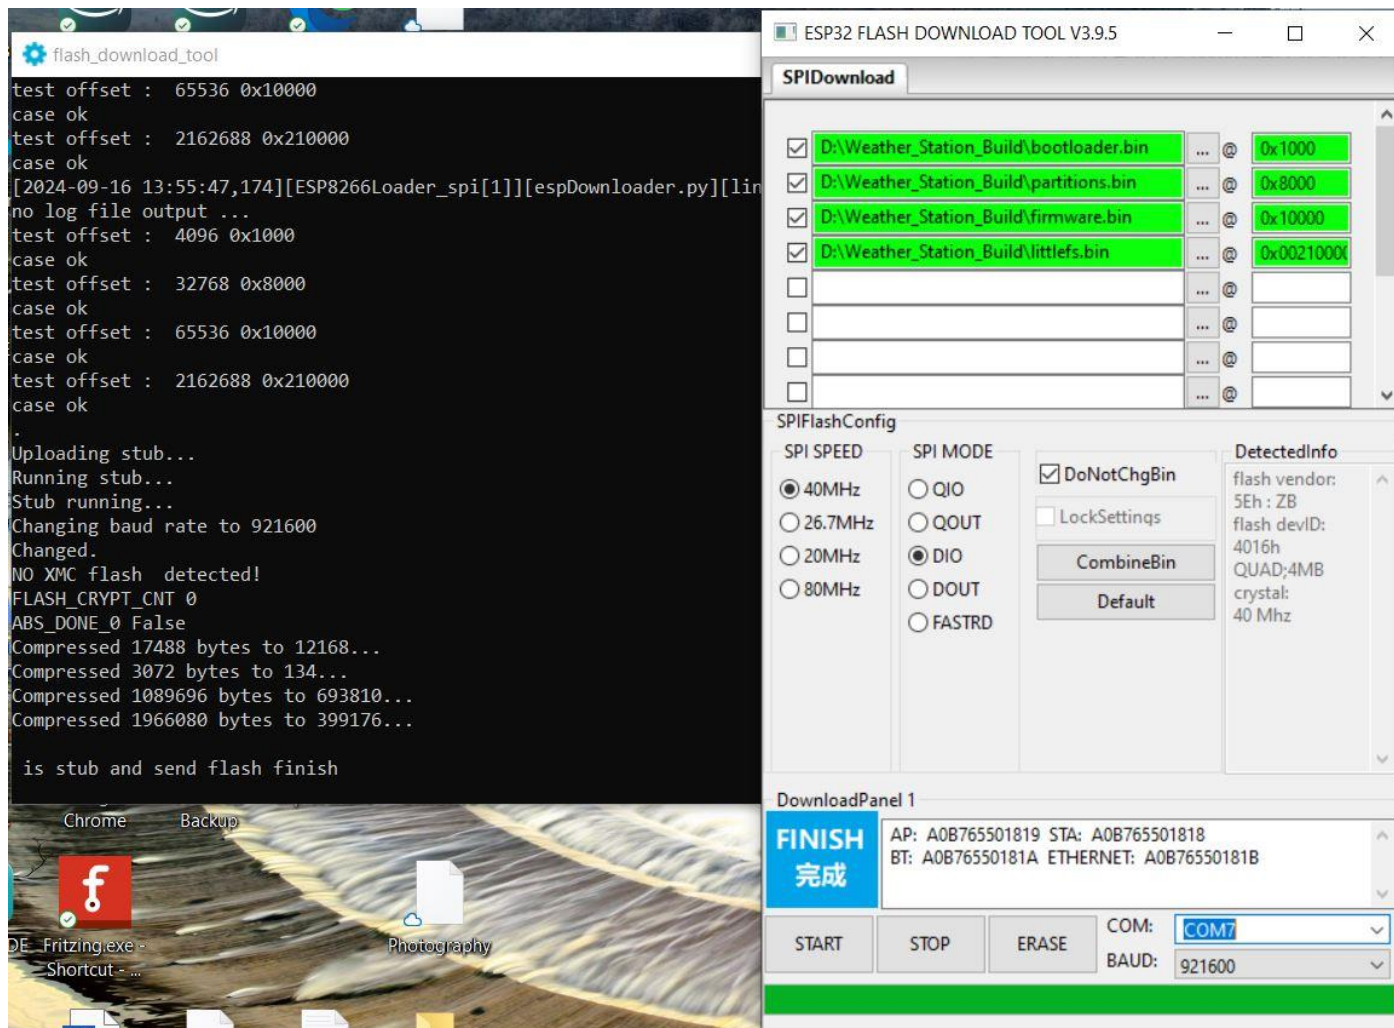 flash_download_tool
test offset :  65536 0x10000
case ok
test offset :  2162688 0x210000
case ok
[2024-09-16 13:55:47,174][ESP8266Loader_spi[1]][espDownloader.py][lin
no log file output ...
test offset :  4096 0x1000
case ok
test offset :  32768 0x8000
case ok
test offset :  65536 0x10000
case ok
test offset :  2162688 0x210000
case ok
.
Uploading stub...
Running stub...
Stub running...
Changing baud rate to 921600
Changed.
NO XMC flash  detected!
FLASH_CRYPT_CNT 0
ABS_DONE_0 False
Compressed 17488 bytes to 12168...
Compressed 3072 bytes to 134...
Compressed 1089696 bytes to 693810...
Compressed 1966080 bytes to 399176...
is stub and send flash finish
Chrome
Backup
Fritzing.exe -
Shortcut - ...
Photography
ESP32 FLASH DOWNLOAD TOOL V3.9.5
SPIDownload
D:\Weather_Station_Build\bootloader.bin ... @ 0x1000
D:\Weather_Station_Build\partitions.bin ... @ 0x8000
D:\Weather_Station_Build\firmware.bin ... @ 0x10000
D:\Weather_Station_Build\littlefs.bin ... @ 0x0021000
... @
... @
... @
... @
SPIFlashConfig
SPI SPEED
40MHz
26.7MHz
20MHz
80MHz
SPI MODE
QIO
QOUT
DIO
DOUT
FASTRD
DoNotChgBin
LockSettings
CombineBin
Default
DetectedInfo
flash vendor:
5Eh : ZB
flash devID:
4016h
QUAD;4MB
crystal:
40 Mhz
DownloadPanel 1
FINISH
完成
AP: A0B765501819 STA: A0B765501818
BT: A0B76550181A ETHERNET: A0B76550181B
START
STOP
ERASE
COM: COM7
BAUD: 921600